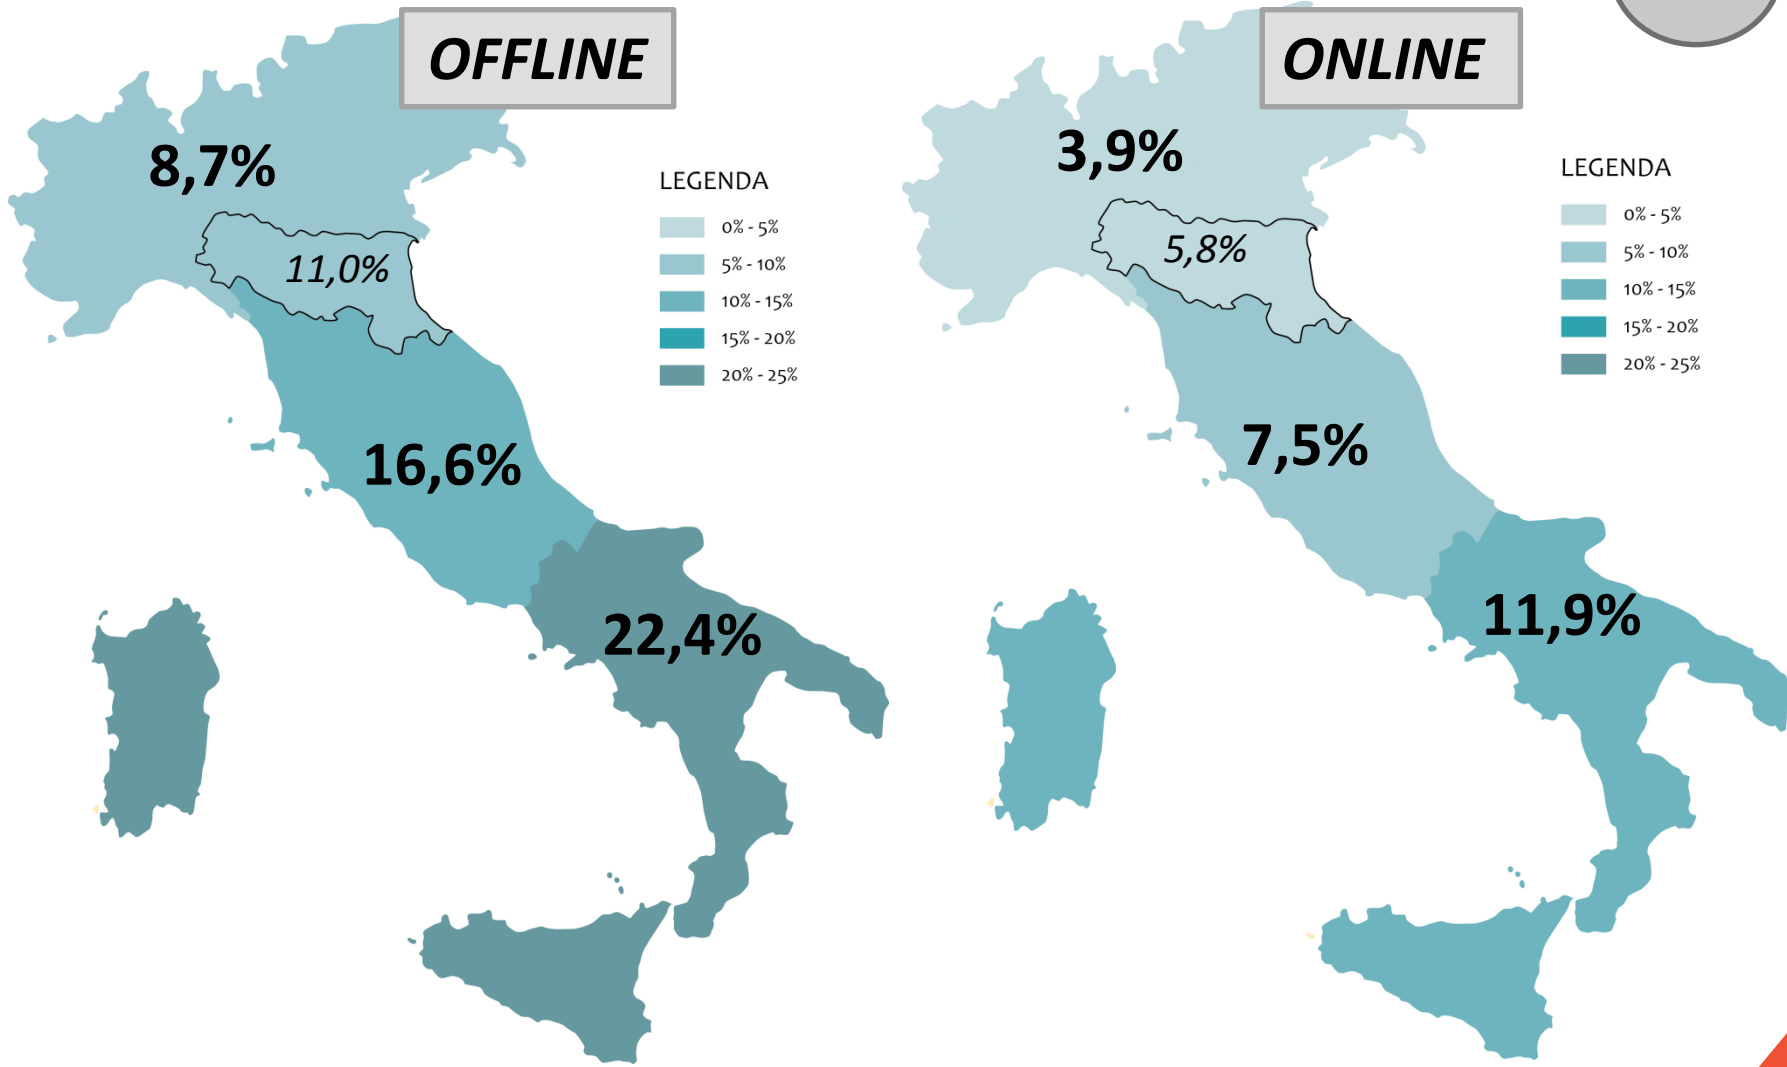 OFFLINE
8,7%
11,0%
16,6%
22,4%
LEGENDA
0% - 5%
5% - 10%
10% - 15%
15% - 20%
20% - 25%
ONLINE
3,9%
5,8%
7,5%
11,9%
LEGENDA
0% - 5%
5% - 10%
10% - 15%
15% - 20%
20% - 25%